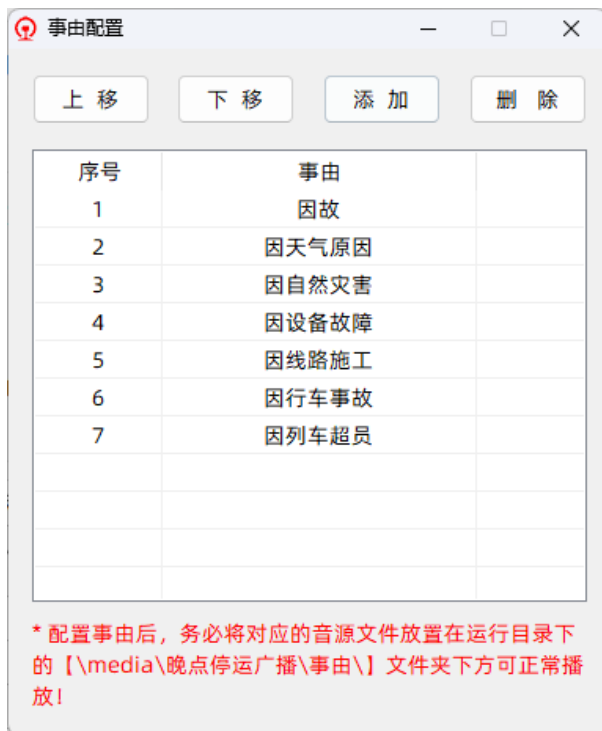 事由配置
上 移 下 移 添 加 删 除
序号 事由
1 因故
2 因天气原因
3 因自然灾害
4 因设备故障
5 因线路施工
6 因行车事故
7 因列车超员
* 配置事由后，务必将对应的音源文件放置在运行目录下
的【\media\晚点停运广播\事由\】文件夹下方可正常播
放！